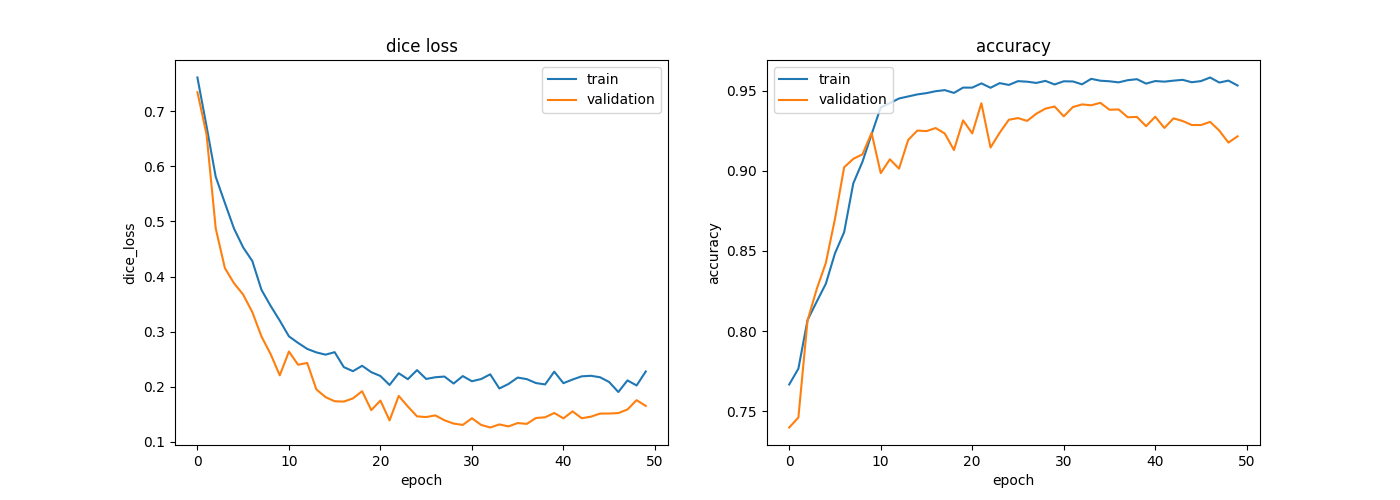 dice loss
train
validation
0.7
0.6
0.5
0.4
0.3
0.2
0.1
dice_loss
0 10 20 30 40 50
epoch
accuracy
train
validation
0.95
0.90
0.85
0.80
0.75
accuracy
0 10 20 30 40 50
epoch